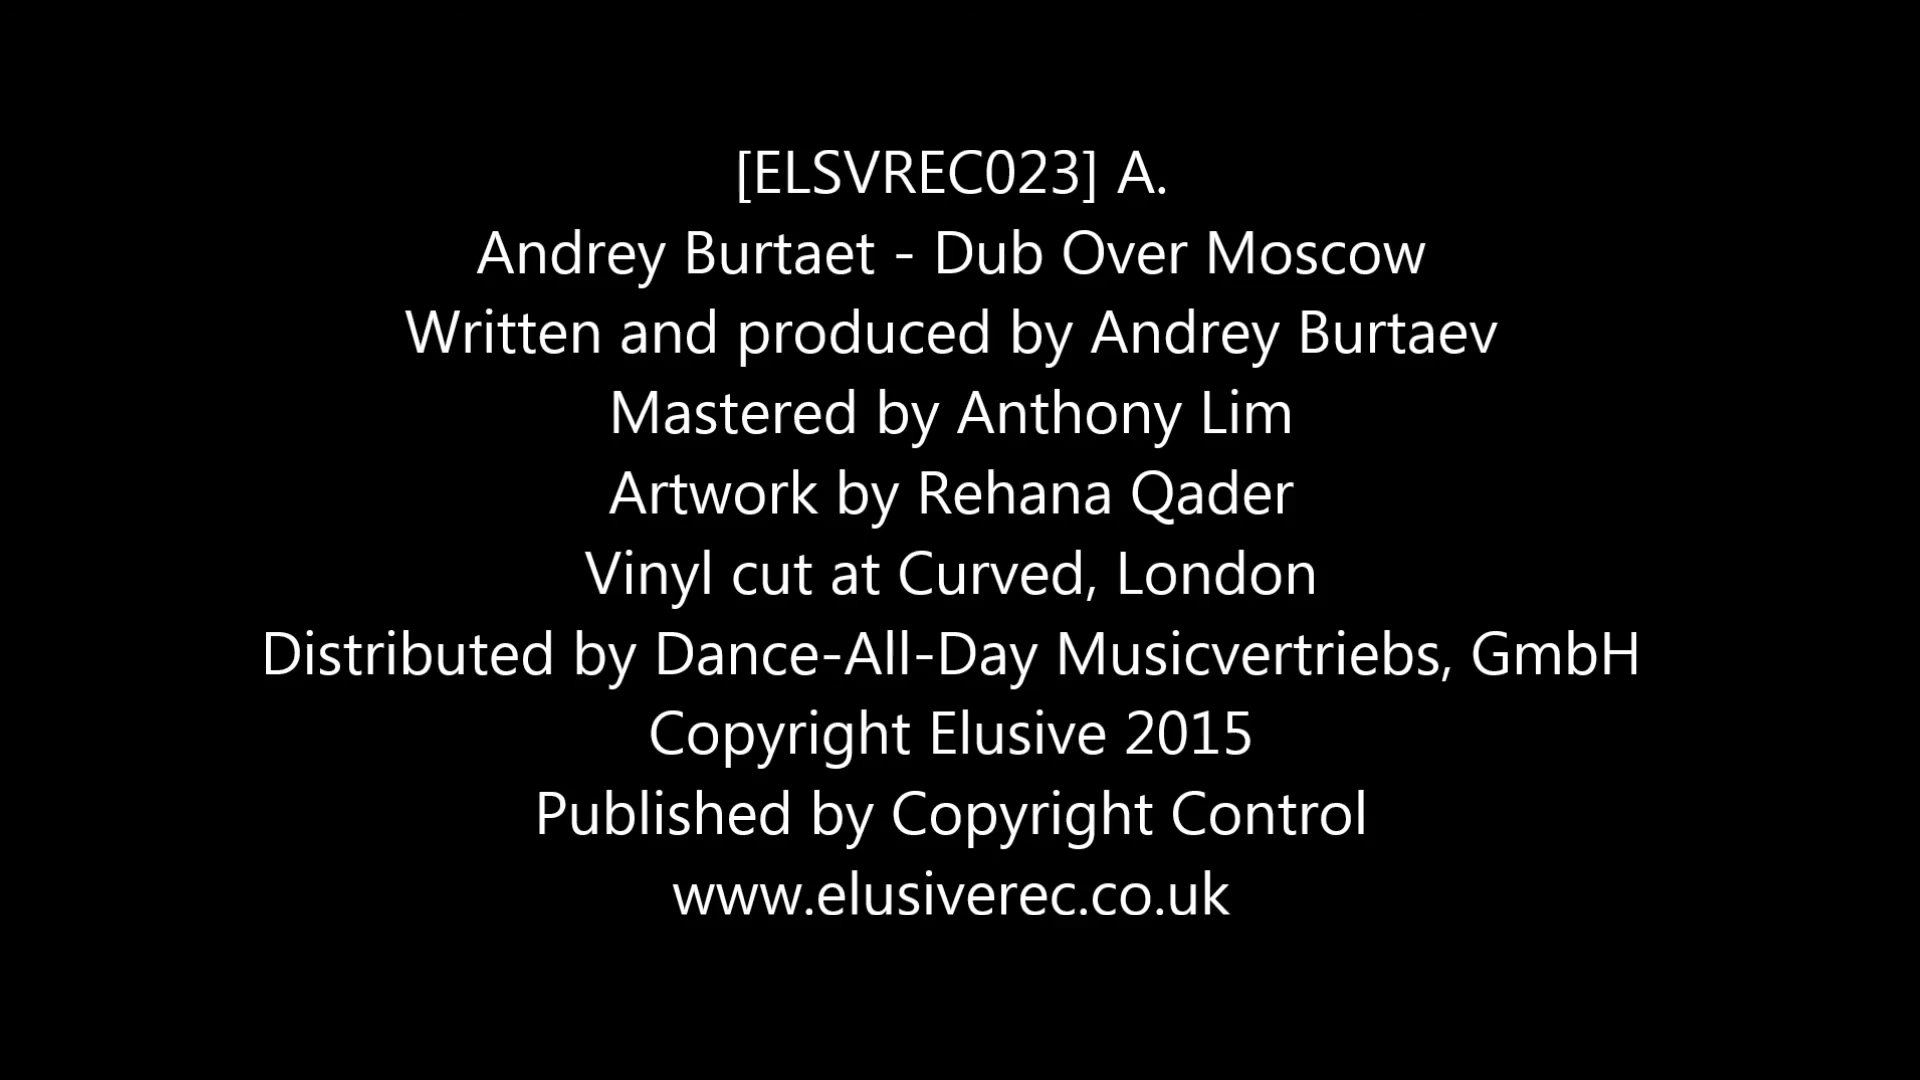 [ELSVREC023] A.
Andrey Burtaet - Dub Over Moscow
Written and produced by Andrey Burtaev
Mastered by Anthony Lim
Artwork by Rehana Qader
Vinyl cut at Curved, London
Distributed by Dance-All-Day Musicvertriebs, GmbH
Copyright Elusive 2015
Published by Copyright Control
www.elusiverec.co.uk